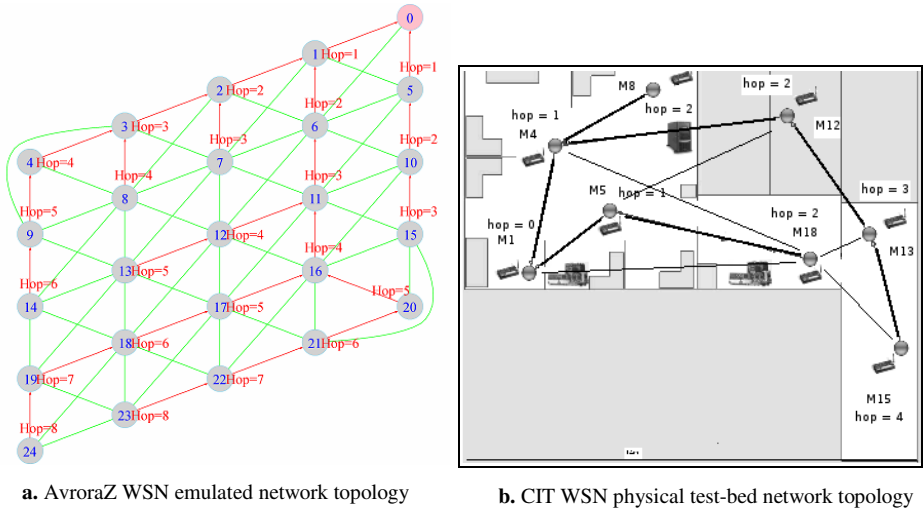 0
1 Hop=1
Hop=1
2 Hop=2
5
Hop=2
3 Hop=3
6
Hop=3
Hop=2
4 Hop=4
7
10
Hop=4
Hop=3
8
11
Hop=3
Hop=5
9
12 Hop=4
15
Hop=4
13 Hop=5
16
Hop=6
Hop=5
14
17 Hop=5
20
18 Hop=6
21 Hop=6
19 Hop=7
22 Hop=7
23 Hop=8
Hop=8
24
a. AvroraZ WSN emulated network topology
M8
hop = 2
hop = 1
hop = 2
M4
M12
M5
hop = 1
hop = 3
hop = 0
M1
hop = 2
M18
M13
M15
hop = 4
b. CIT WSN physical test-bed network topology